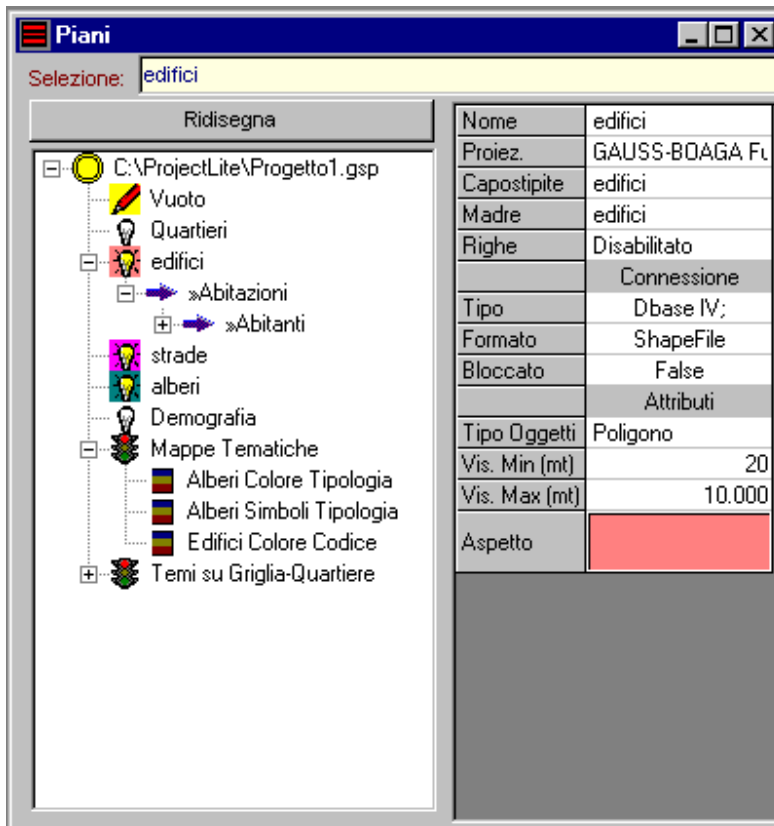 Piani
Selezione: edifici
Ridisegna
C:\ProjectLite\Progetto1.gsp
Vuoto
Quartieri
edifici
»Abitazioni
»Abitanti
strade
alberi
Demografia
Mappe Tematiche
Alberi Colore Tipologia
Alberi Simboli Tipologia
Edifici Colore Codice
Temi su Griglia-Quartiere
Nome edifici
Proiez. GAUSS-BOAGA
Capostipite edifici
Madre edifici
Righe Disabilitato
Connessione
Tipo Dbase IV;
Formato ShapeFile
Bloccato False
Attributi
Tipo Oggetti Poligono
Vis. Min (mt) 20
Vis. Max (mt) 10.000
Aspetto